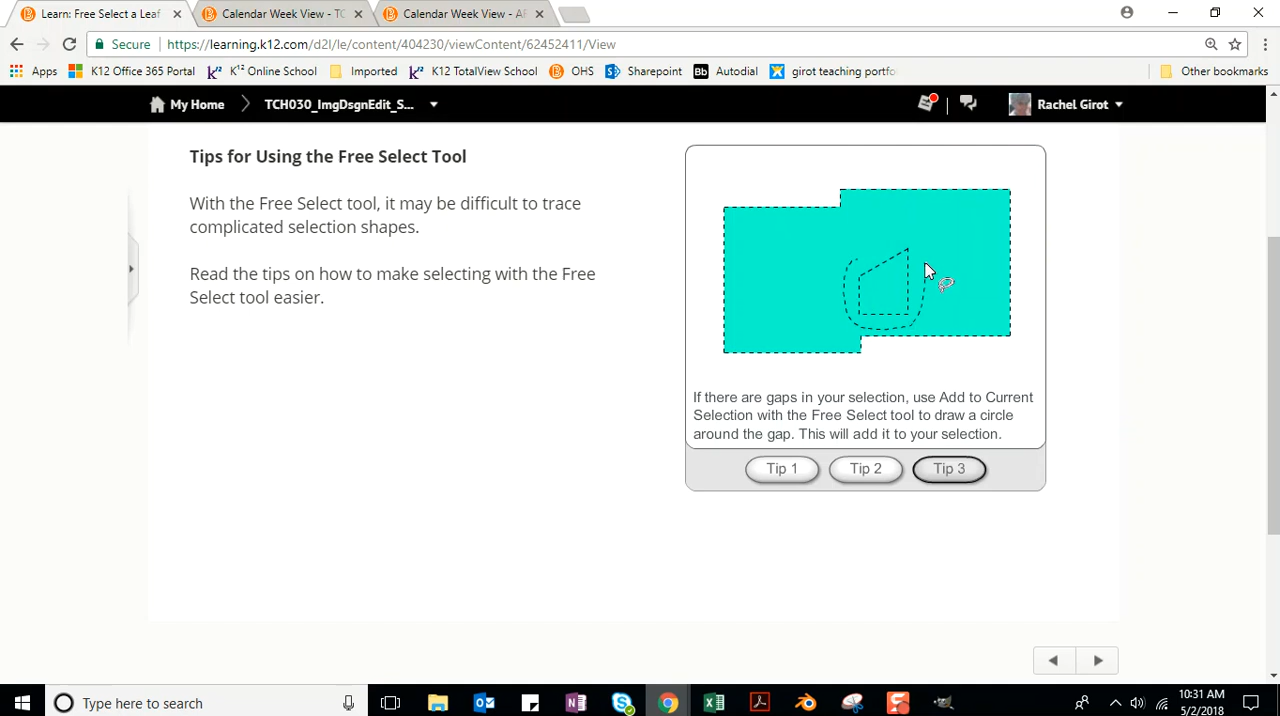 Learn: Free Select a Leaf
Calendar Week View - TC
Calendar Week View - AF
Secure
https://learning.k12.com/d2l/le/content/404230/viewContent/62452411/View
Apps
K12 Office 365 Portal
K¹² Online School
Imported
K12 TotalView School
OHS
Sharepoint
Bb Autodial
girot teaching portfo
Other bookmarks
My Home
TCH030_ImgDsgnEdit_S...
Rachel Girot
Tips for Using the Free Select Tool
With the Free Select tool, it may be difficult to trace
complicated selection shapes.
Read the tips on how to make selecting with the Free
Select tool easier.
If there are gaps in your selection, use Add to Current
Selection with the Free Select tool to draw a circle
around the gap. This will add it to your selection.
Tip 1
Tip 2
Tip 3
Type here to search
10:31 AM
5/2/2018